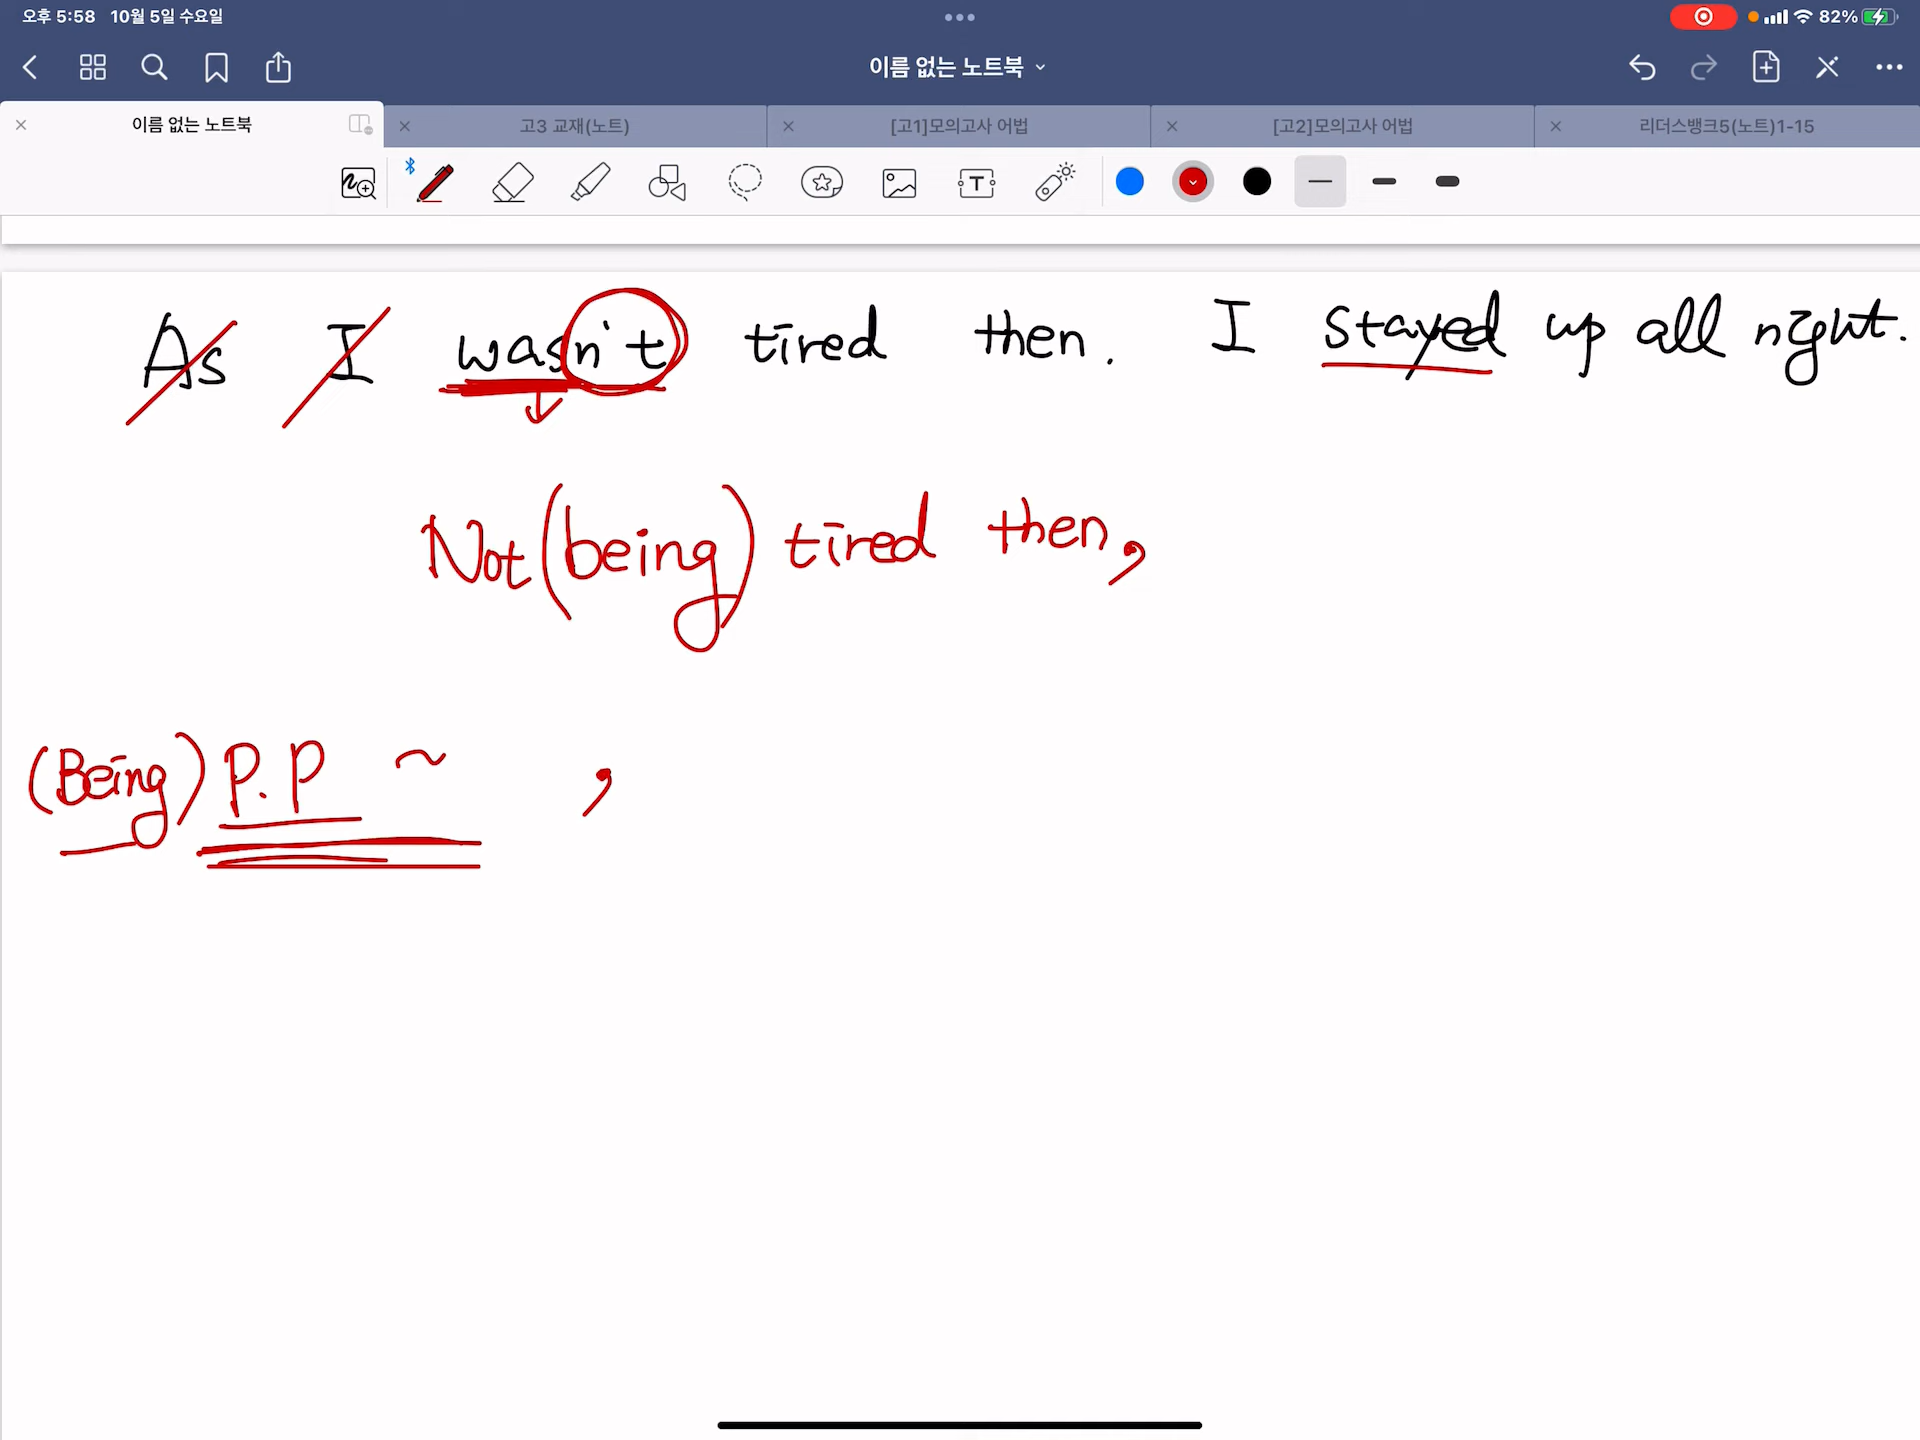 오후 5:58 10월 5일 수요일 82%
이름 없는 노트북
이름 없는 노트북 고3 교재(노트) [고1]모의고사 어법 [고2]모의고사 어법 리더스뱅크5(노트)1-15
T
As I wasn't tired then. I stayed up all night.
Not (being) tired then,
(Being) P.P ~ ,